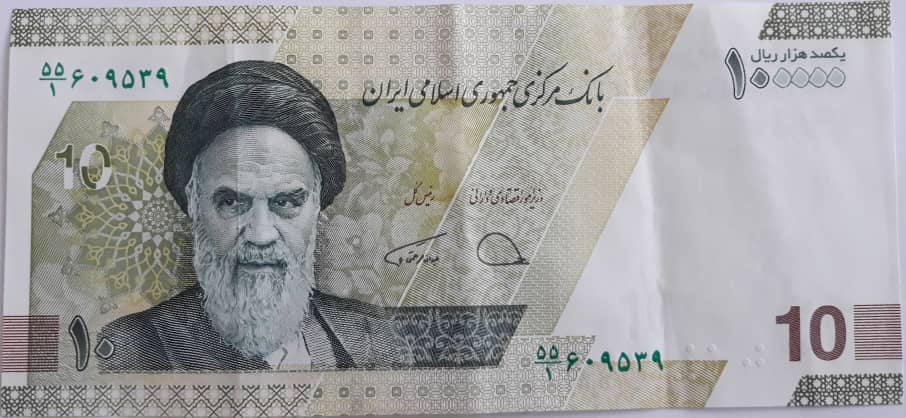 ۵۵/۱ ۶۰۹۵۳۹
یکصد هزار ریال
۱۰۰۰۰۰
بانک مرکزی جمهوری اسلامی ایران
10
وزیر امور اقتصادی و دارائی
رئیس کل
۱۰
۵۵/۱ ۶۰۹۵۳۹
10